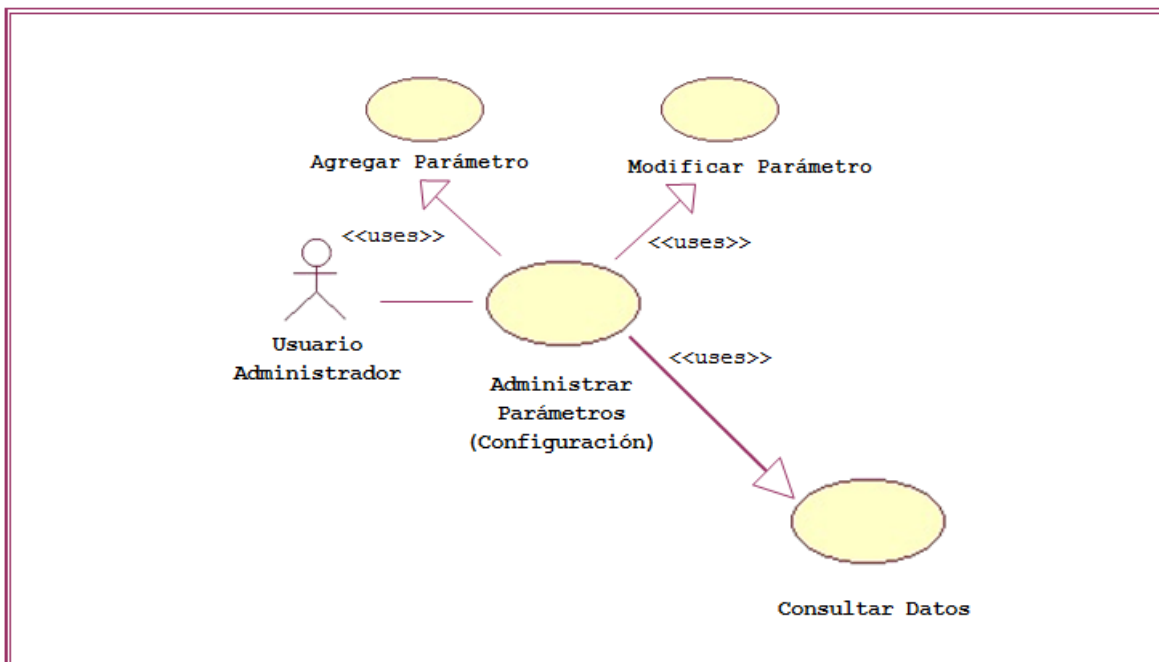 Agregar Parámetro
Modificar Parámetro
<<uses>>
<<uses>>
Usuario
Administrador
<<uses>>
Administrar
Parámetros
(Configuración)
Consultar Datos